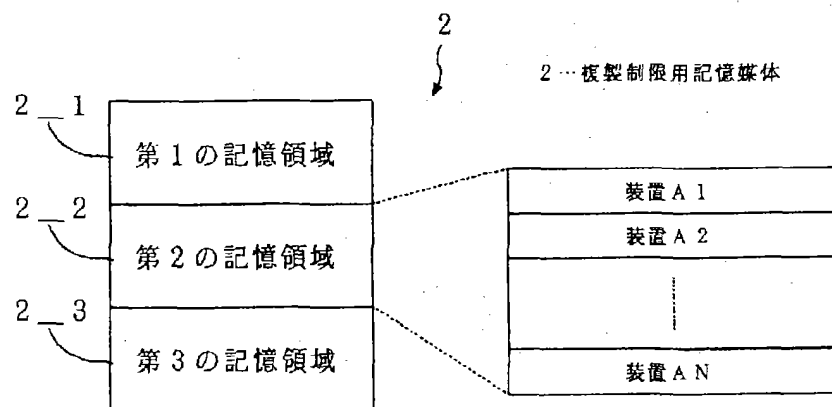 2
2…複製制限用記憶媒体
2_1
第1の記憶領域
2_2
第2の記憶領域
2_3
第3の記憶領域
装置A1
装置A2
装置AN